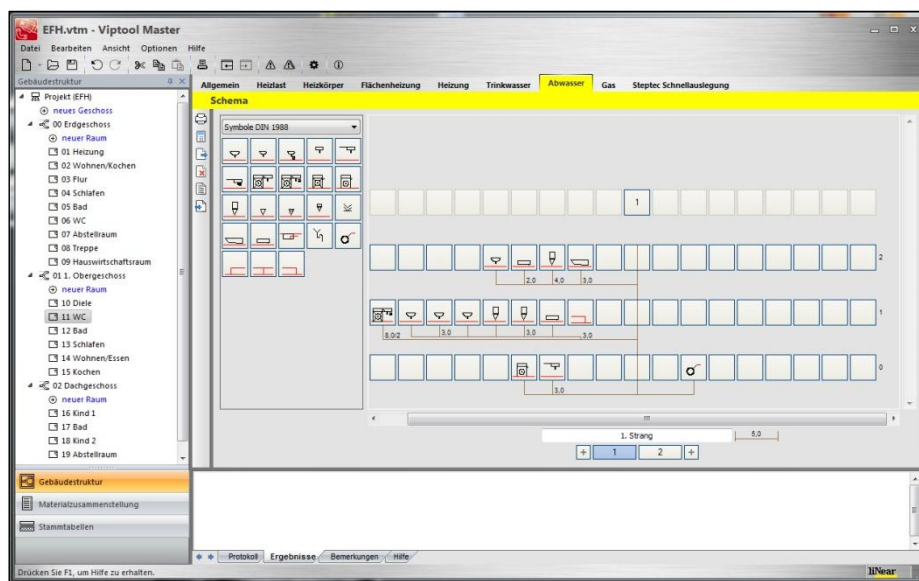 EFH.vtm - Viptool Master
Datei Bearbeiten Ansicht Optionen Hilfe
Gebäudestruktur
Projekt (EFH)
neues Geschoss
00 Erdgeschoss
neuer Raum
01 Heizung
02 Wohnen/Kochen
03 Flur
04 Schlafen
05 Bad
06 WC
07 Abstellraum
08 Treppe
09 Hauswirtschaftsraum
01 1. Obergeschoss
neuer Raum
10 Diele
11 WC
12 Bad
13 Schlafen
14 Wohnen/Essen
15 Kochen
02 Dachgeschoss
neuer Raum
16 Kind 1
17 Bad
18 Kind 2
19 Abstellraum
Gebäudestruktur
Materialzusammenstellung
Stammtabellen
Allgemein Heizlast Heizkörper Flächenheizung Heizung Trinkwasser Abwasser Gas Steptec Schnellauslegung
Schema
Symbole DIN 1988
1
2
2,0 4,0 3,0
1
8,0/2 3,0 3,0 3,0
0
3,0
1. Strang 5,0
+ 1 2 +
Protokoll Ergebnisse Bemerkungen Hilfe
Drücken Sie F1, um Hilfe zu erhalten.
liNear